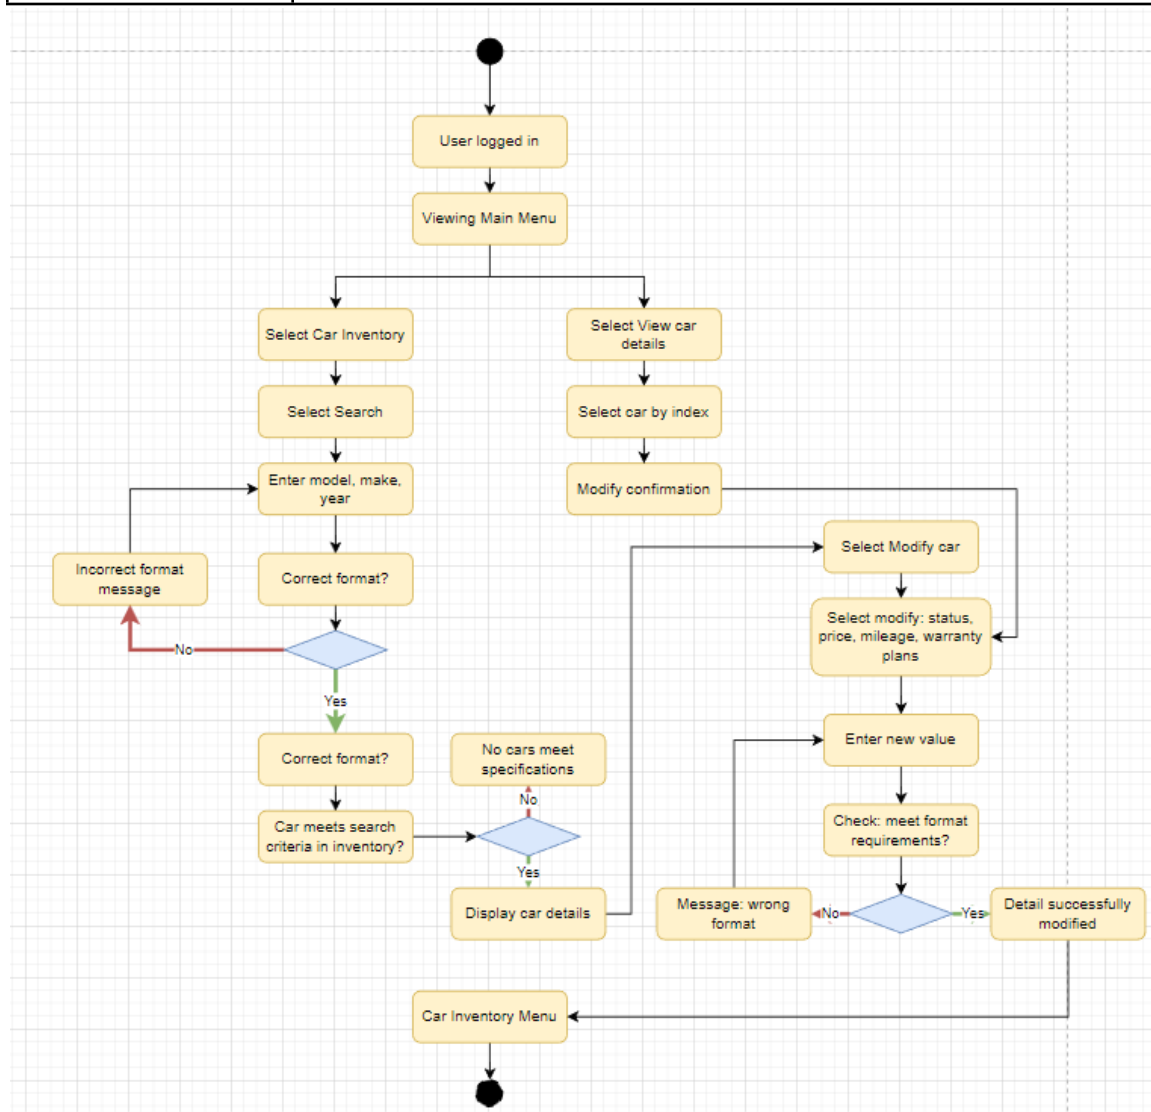 User logged in
Viewing Main Menu
Select Car Inventory
Select View car
details
Select Search
Select car by index
Enter model, make,
year
Modify confirmation
Select Modify car
Incorrect format
message
Correct format?
Select modify: status,
price, mileage, warranty
plans
No
Yes
Enter new value
Correct format?
No cars meet
specifications
No
Car meets search
criteria in inventory?
Check: meet format
requirements?
Yes
Display car details
Message: wrong
format
No
Yes
Detail successfully
modified
Car Inventory Menu